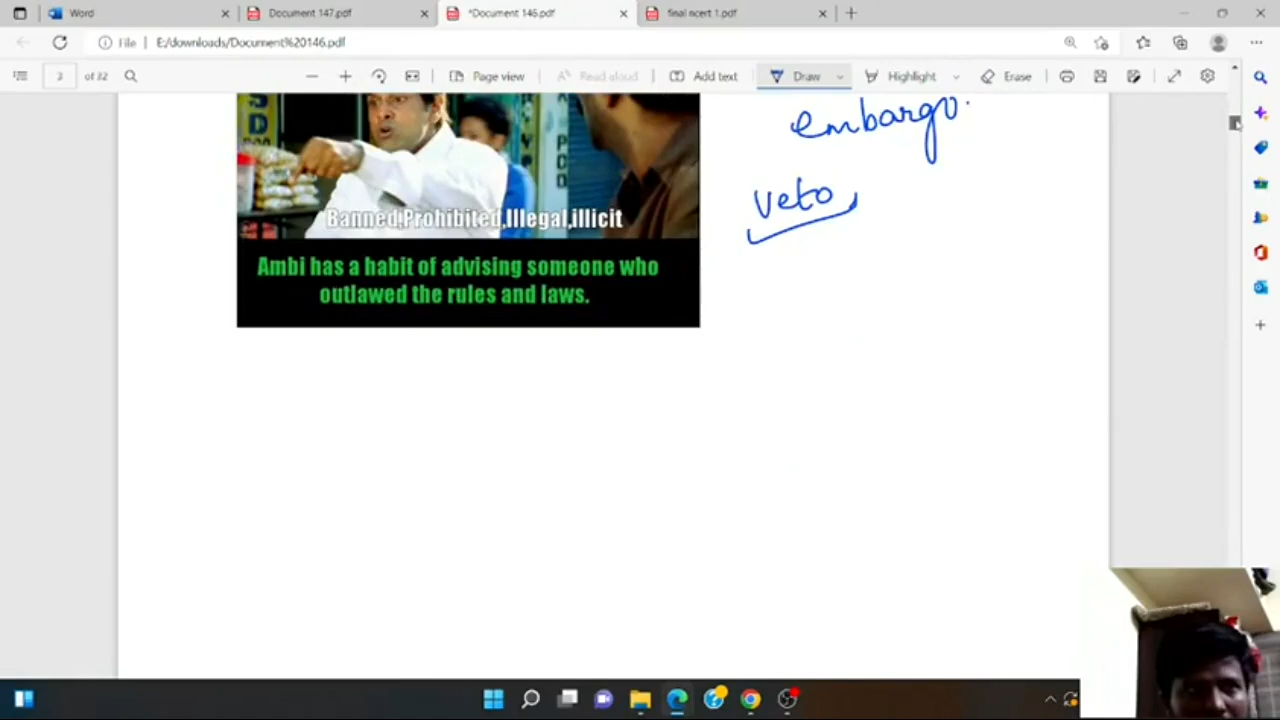 Word
Document 147.pdf
*Document 146.pdf
final ncert 1.pdf
File
E:/downloads/Document%20146.pdf
3 of 32
Page view
Read aloud
Add text
Draw
Highlight
Erase
embargo
veto
S
D
PCO
Banned,Prohibited,Illegal,illicit
Ambi has a habit of advising someone who
outlawed the rules and laws.